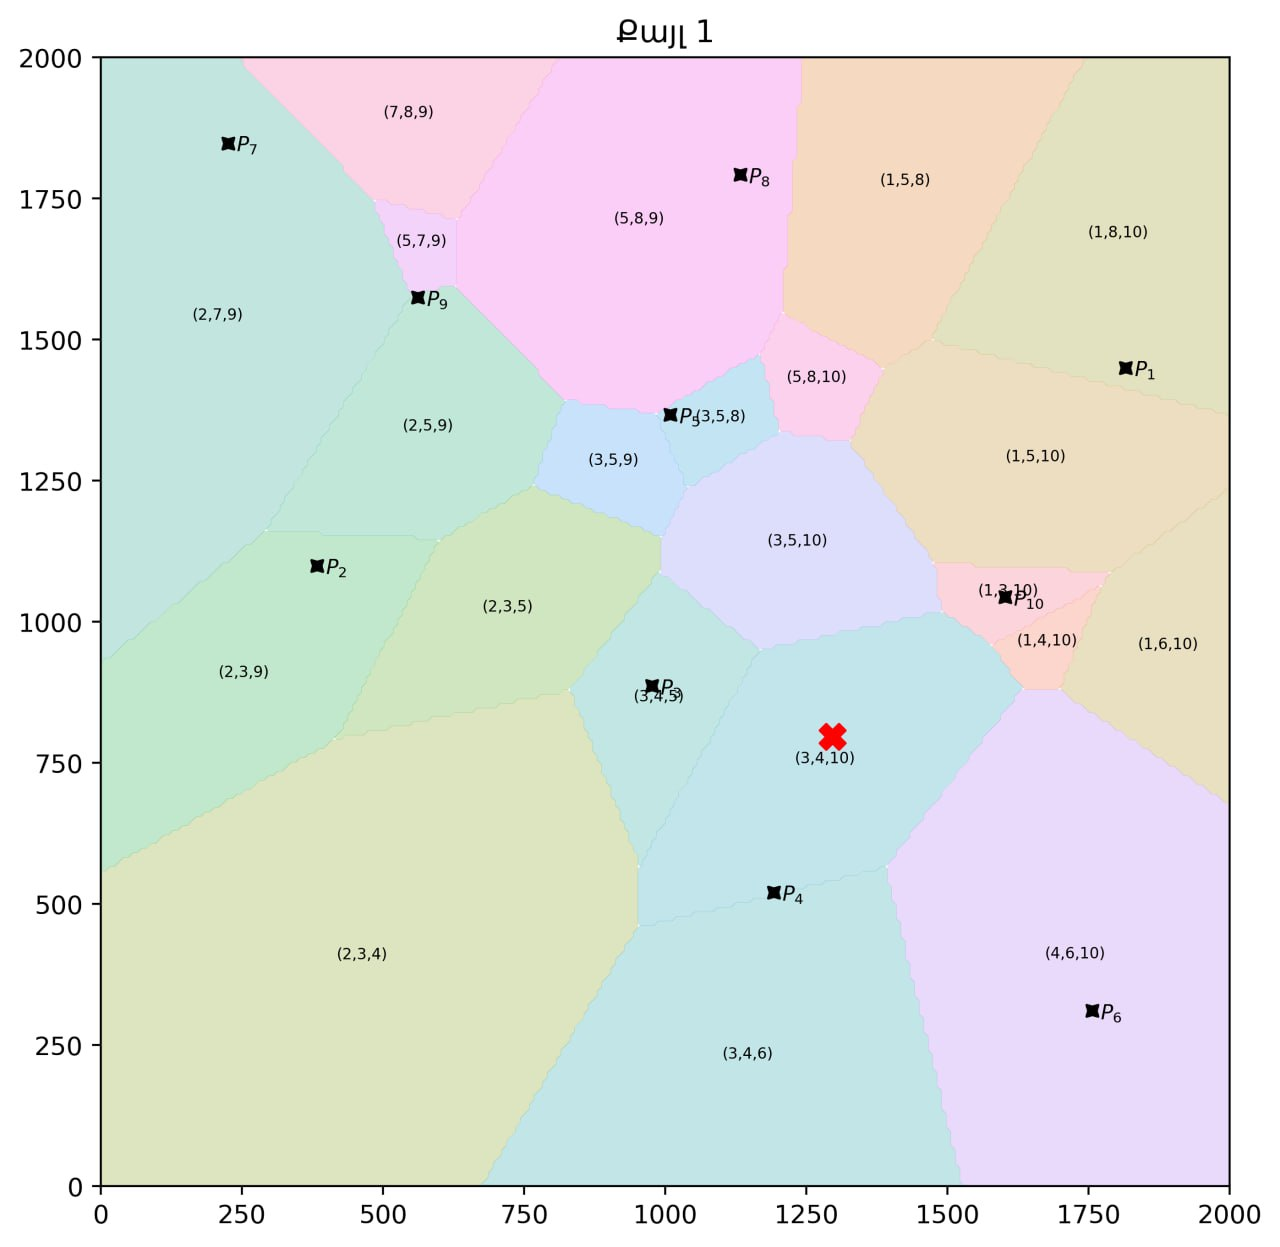 Քայլ 1
2000
(7,8,9)
P7
P8
1750
(1,5,8)
(5,8,9)
(1,8,10)
(5,7,9)
P9
(2,7,9)
1500
P1
(5,8,10)
P5
(3,5,8)
(2,5,9)
(3,5,9)
(1,5,10)
1250
(3,5,10)
P2
(1,3,10)
P10
(2,3,5)
1000
(1,4,10)
(1,6,10)
(2,3,9)
P3
(3,4,5)
750
(3,4,10)
500
P4
(2,3,4)
(4,6,10)
P6
250
(3,4,6)
0
0 250 500 750 1000 1250 1500 1750 2000